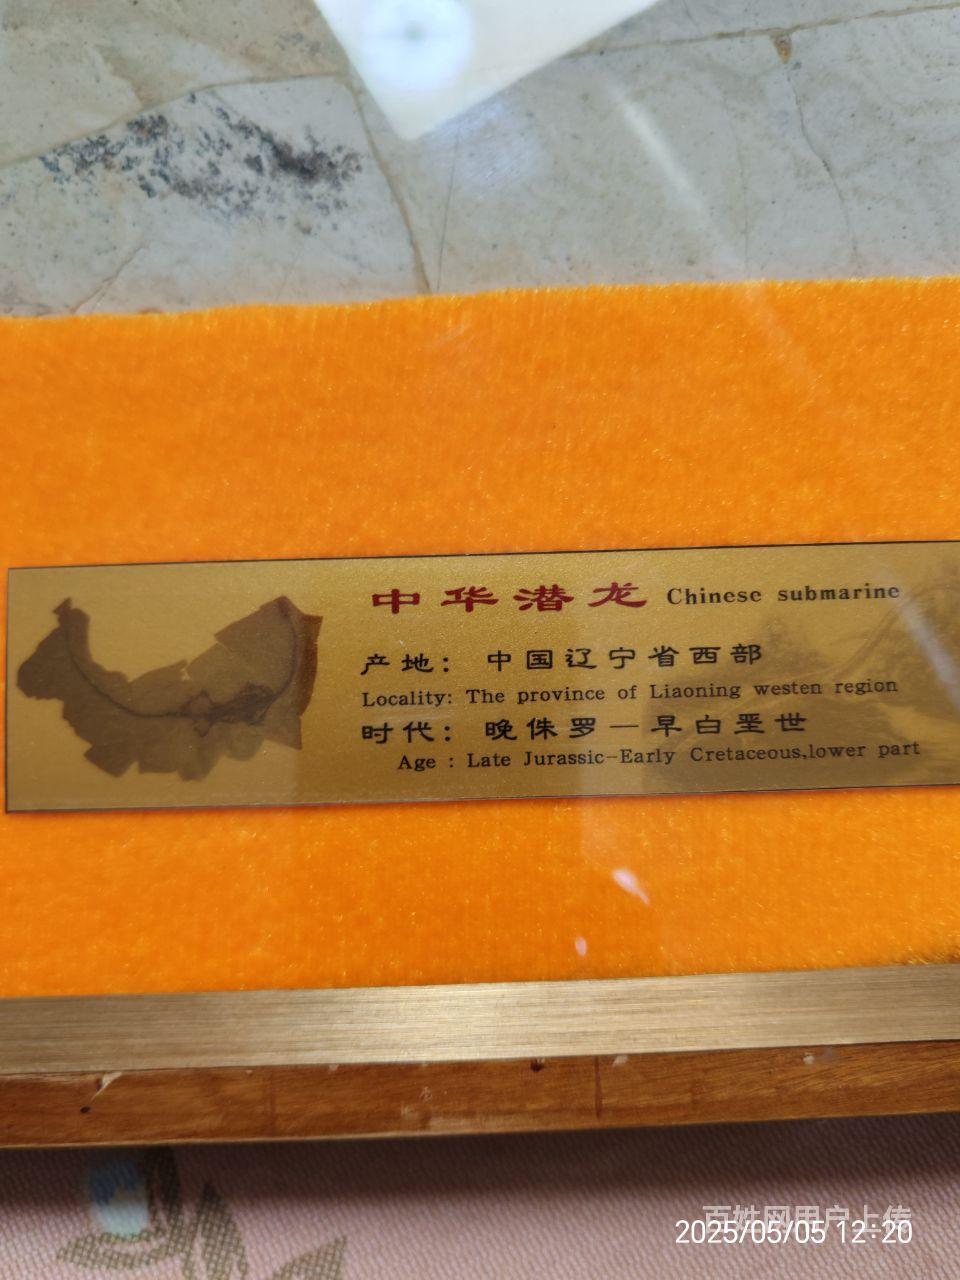 中华潜龙 Chinese submarine
产地: 中国辽宁省西部
Locality: The province of Liaoning westen region
时代: 晚侏罗—早白垩世
Age : Late Jurassic-Early Cretaceous,lower part
百姓网用户上传
2025/05/05 12:20